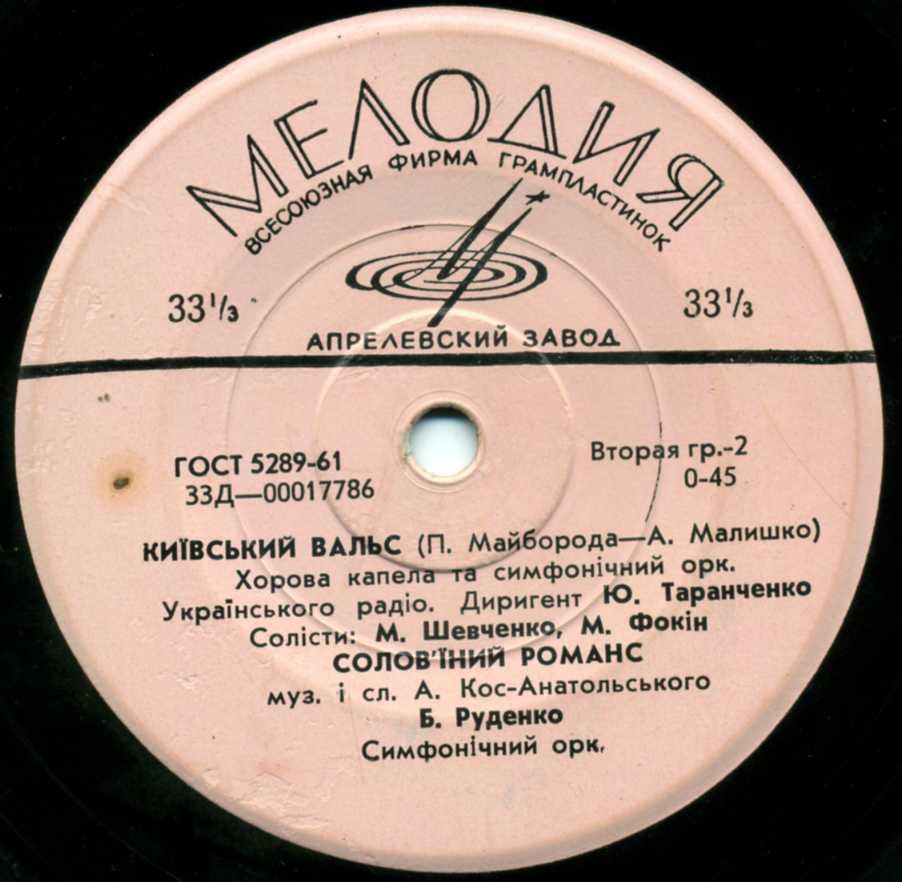 МЕЛОДИЯ
ВСЕСОЮЗНАЯ ФИРМА ГРАМПЛАСТИНОК
33⅓
33⅓
АПРЕЛЕВСКИЙ ЗАВОД
ГОСТ 5289-61
Вторая гр.-2
33Д—00017786
0-45
КИЇВСЬКИЙ ВАЛЬС (П. Майборода—А. Малишко)
Хорова капела та симфонічний орк.
Українського радіо. Диригент Ю. Таранченко
Солісти: М. Шевченко, М. Фокін
СОЛОВ'ЇНИЙ РОМАНС
муз. і сл. А. Кос-Анатольського
Б. Руденко
Симфонічний орк.